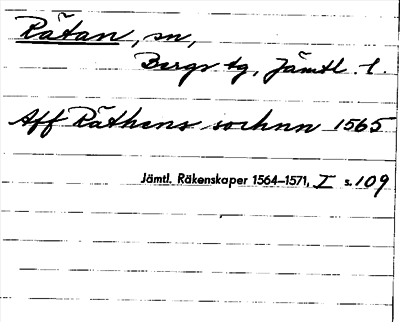 Rätan, sn,
Bergs tg, Jämtl. l.
Aff Räthens sochnn 1565
Jämtl. Räkenskaper 1564–1571, I s. 109